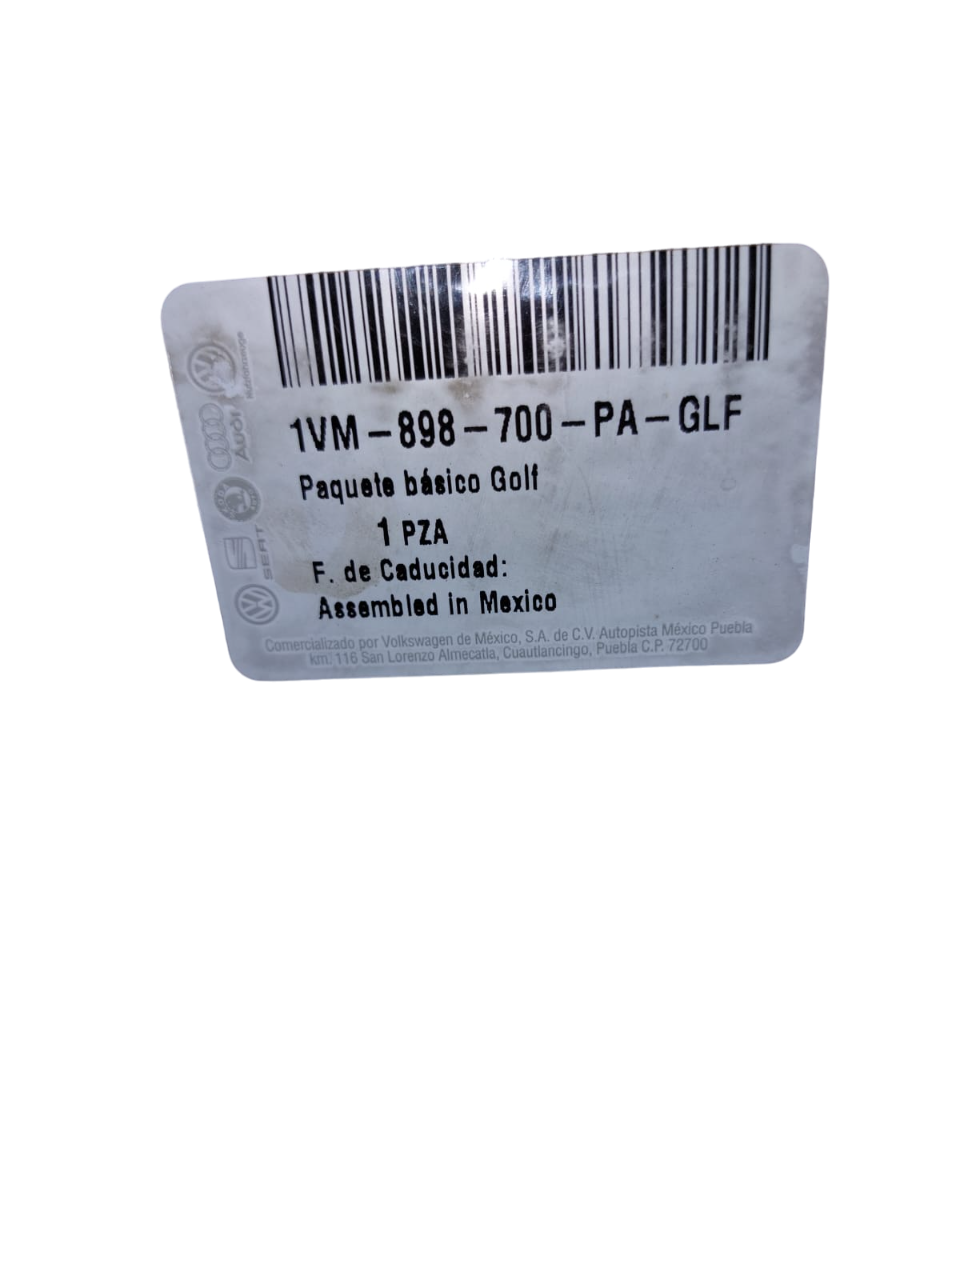 1VM-898-700-PA-GLF
Paquete básico Golf
1 PZA
F. de Caducidad:
Assembled in Mexico
Comercializado por Volkswagen de México, S.A. de C.V. Autopista México Puebla
km. 116 San Lorenzo Almecatla, Cuautlancingo, Puebla C.P. 72700
Nutzfahrzeuge
Audi
SEAT